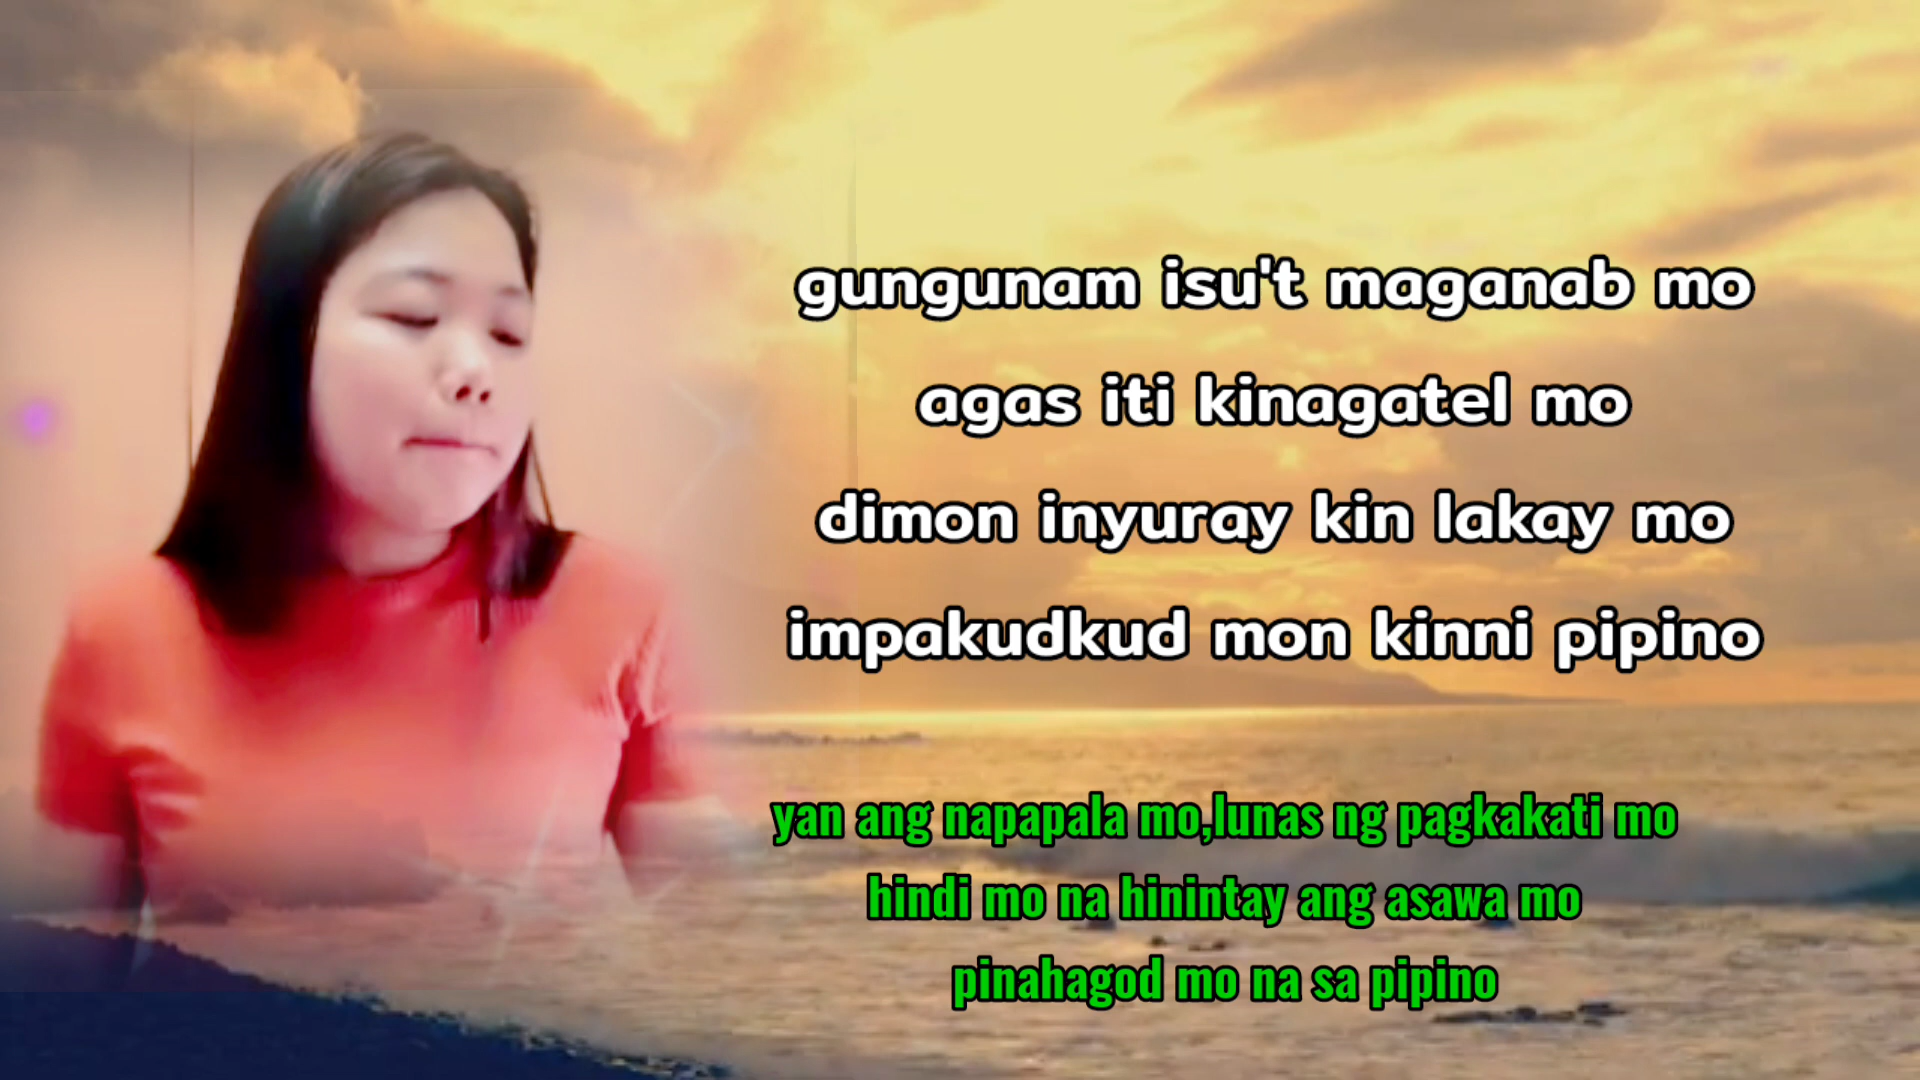 gungunam isu't maganab mo
agas iti kinagatel mo
dimon inyuray kin lakay mo
impakudkud mon kinni pipino
yan ang napapala mo,lunas ng pagkakati mo
hindi mo na hinintay ang asawa mo
pinahagod mo na sa pipino